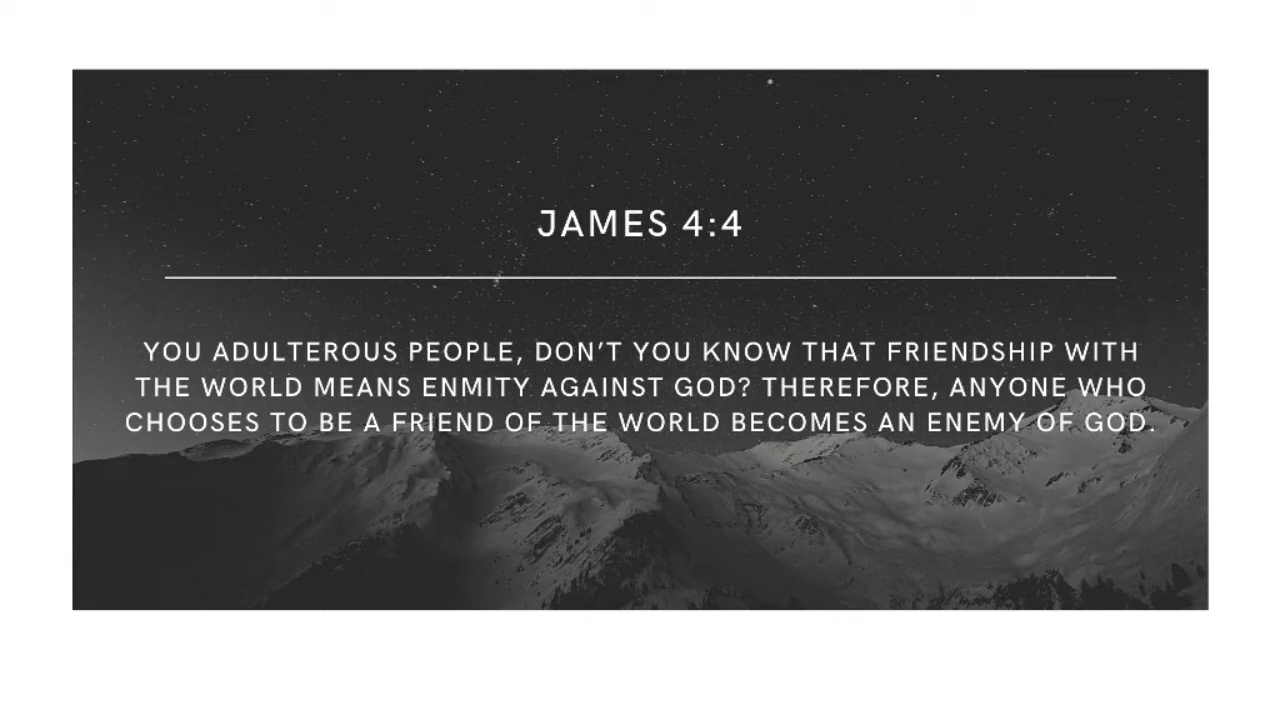 JAMES 4:4
YOU ADULTEROUS PEOPLE, DON’T YOU KNOW THAT FRIENDSHIP WITH
THE WORLD MEANS ENMITY AGAINST GOD? THEREFORE, ANYONE WHO
CHOOSES TO BE A FRIEND OF THE WORLD BECOMES AN ENEMY OF GOD.